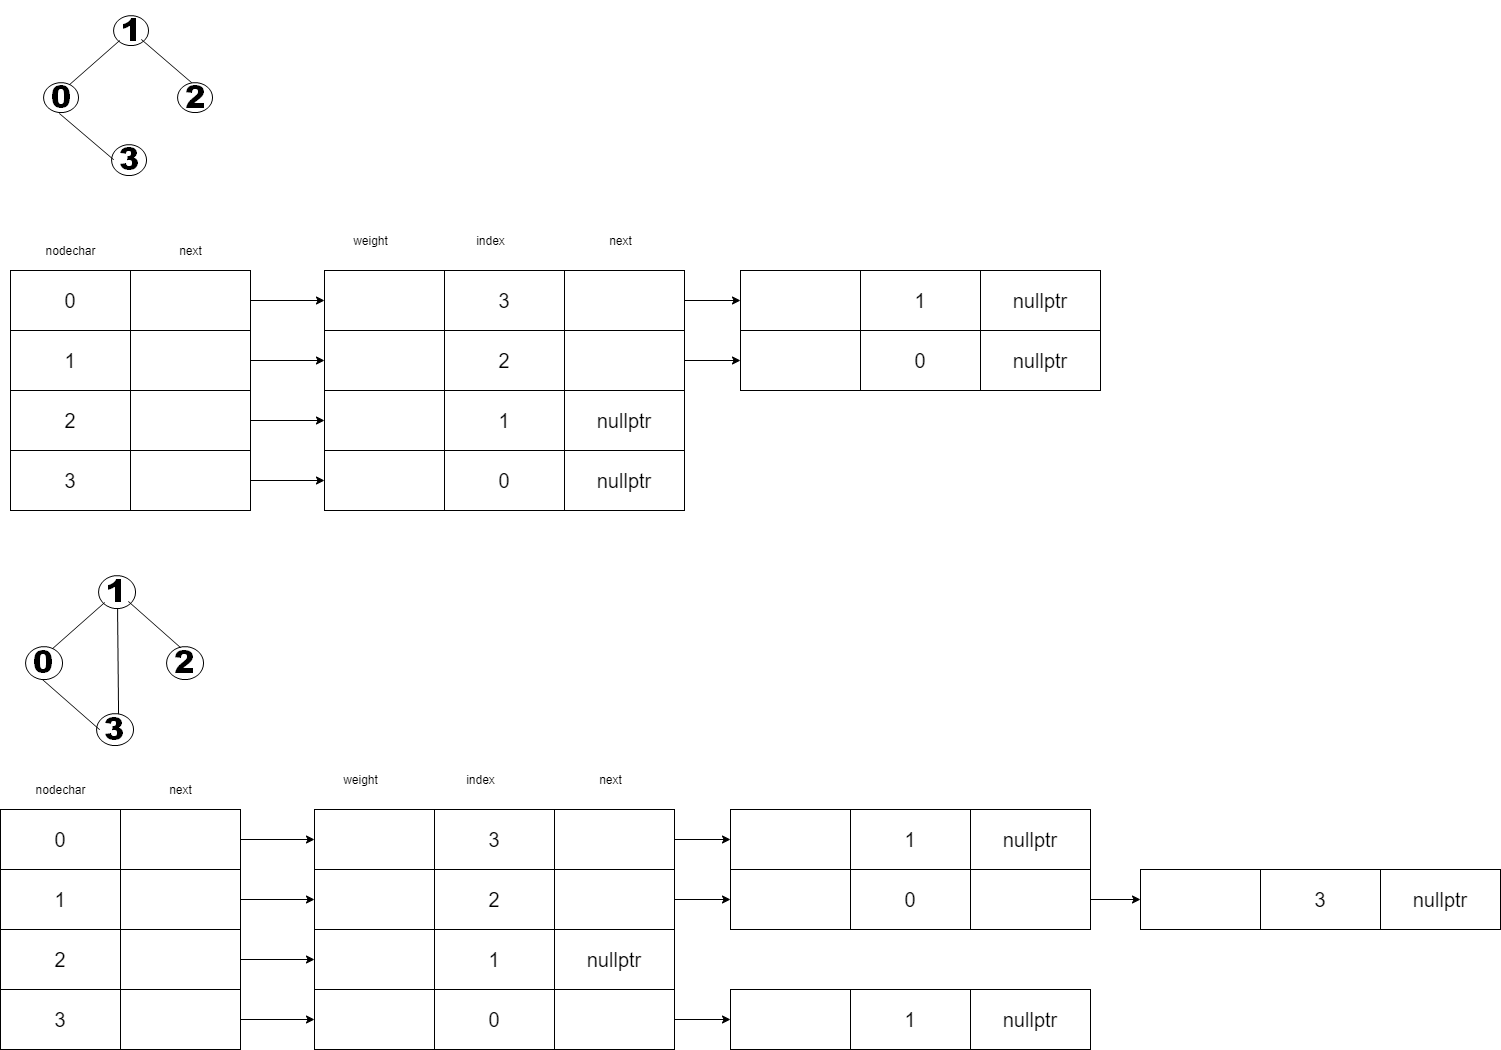 1
0 2
3
weight index next
nodechar next
0 3 1 nullptr
1 2 0 nullptr
2 1 nullptr
3 0 nullptr
1
0 2
3
weight index next
nodechar next
0 3 1 nullptr
1 2 0 3 nullptr
2 1 nullptr
3 0 1 nullptr